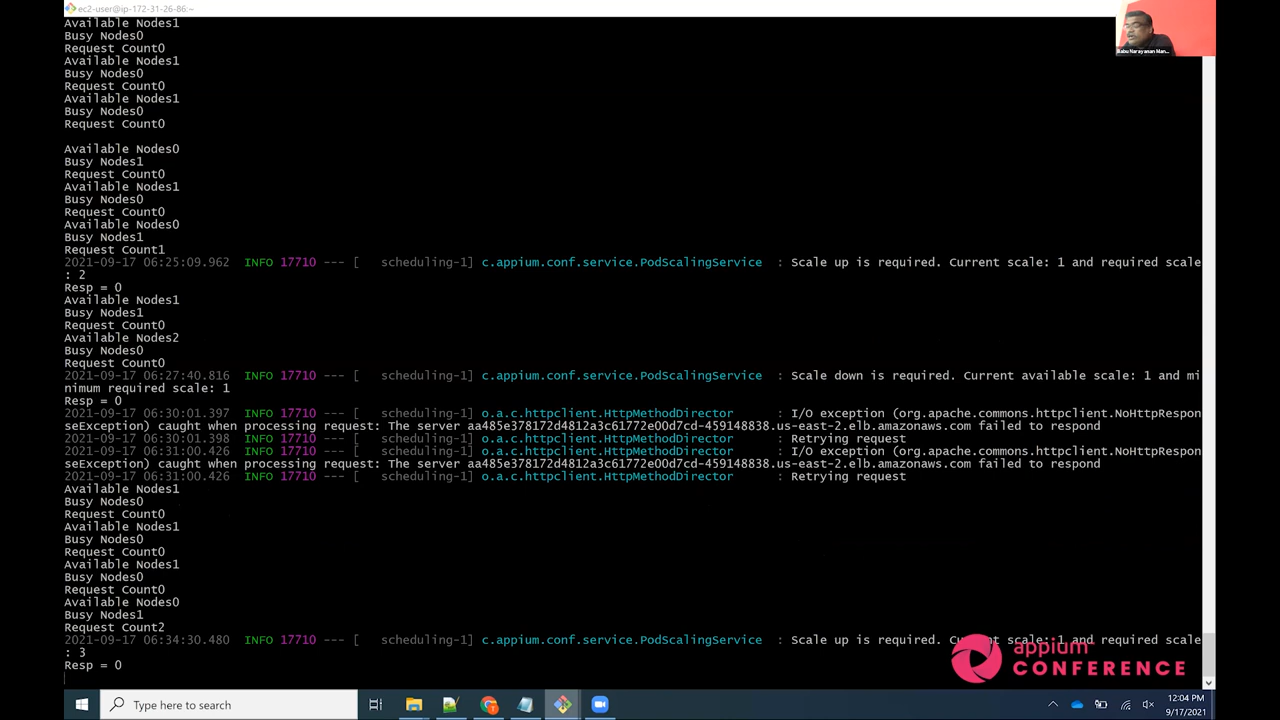 ec2-user@ip-172-31-26-86:~
Available Nodes1
Busy Nodes0
Request Count0
Available Nodes1
Busy Nodes0
Request Count0
Available Nodes1
Busy Nodes0
Request Count0
Available Nodes0
Busy Nodes1
Request Count0
Available Nodes1
Busy Nodes0
Request Count0
Available Nodes0
Busy Nodes1
Request Count1
2021-09-17 06:25:09.962  INFO 17710 --- [   scheduling-1] c.appium.conf.service.PodScalingService  : Scale up is required. Current scale: 1 and required scale
: 2
Resp = 0
Available Nodes1
Busy Nodes1
Request Count0
Available Nodes2
Busy Nodes0
Request Count0
2021-09-17 06:27:40.816  INFO 17710 --- [   scheduling-1] c.appium.conf.service.PodScalingService  : Scale down is required. Current available scale: 1 and mi
nimum required scale: 1
Resp = 0
2021-09-17 06:30:01.397  INFO 17710 --- [   scheduling-1] o.a.c.httpclient.HttpMethodDirector      : I/O exception (org.apache.commons.httpclient.NoHttpRespon
seException) caught when processing request: The server aa485e378172d4812a3c61772e00d7cd-459148838.us-east-2.elb.amazonaws.com failed to respond
2021-09-17 06:30:01.398  INFO 17710 --- [   scheduling-1] o.a.c.httpclient.HttpMethodDirector      : Retrying request
2021-09-17 06:31:00.426  INFO 17710 --- [   scheduling-1] o.a.c.httpclient.HttpMethodDirector      : I/O exception (org.apache.commons.httpclient.NoHttpRespon
seException) caught when processing request: The server aa485e378172d4812a3c61772e00d7cd-459148838.us-east-2.elb.amazonaws.com failed to respond
2021-09-17 06:31:00.426  INFO 17710 --- [   scheduling-1] o.a.c.httpclient.HttpMethodDirector      : Retrying request
Available Nodes1
Busy Nodes0
Request Count0
Available Nodes1
Busy Nodes0
Request Count0
Available Nodes1
Busy Nodes0
Request Count0
Available Nodes0
Busy Nodes1
Request Count2
2021-09-17 06:34:30.480  INFO 17710 --- [   scheduling-1] c.appium.conf.service.PodScalingService  : Scale up is required. Current scale: 1 and required scale
: 3
Resp = 0
appium
CONFERENCE
Babu Narayanan Man...
Type here to search
12:04 PM
9/17/2021